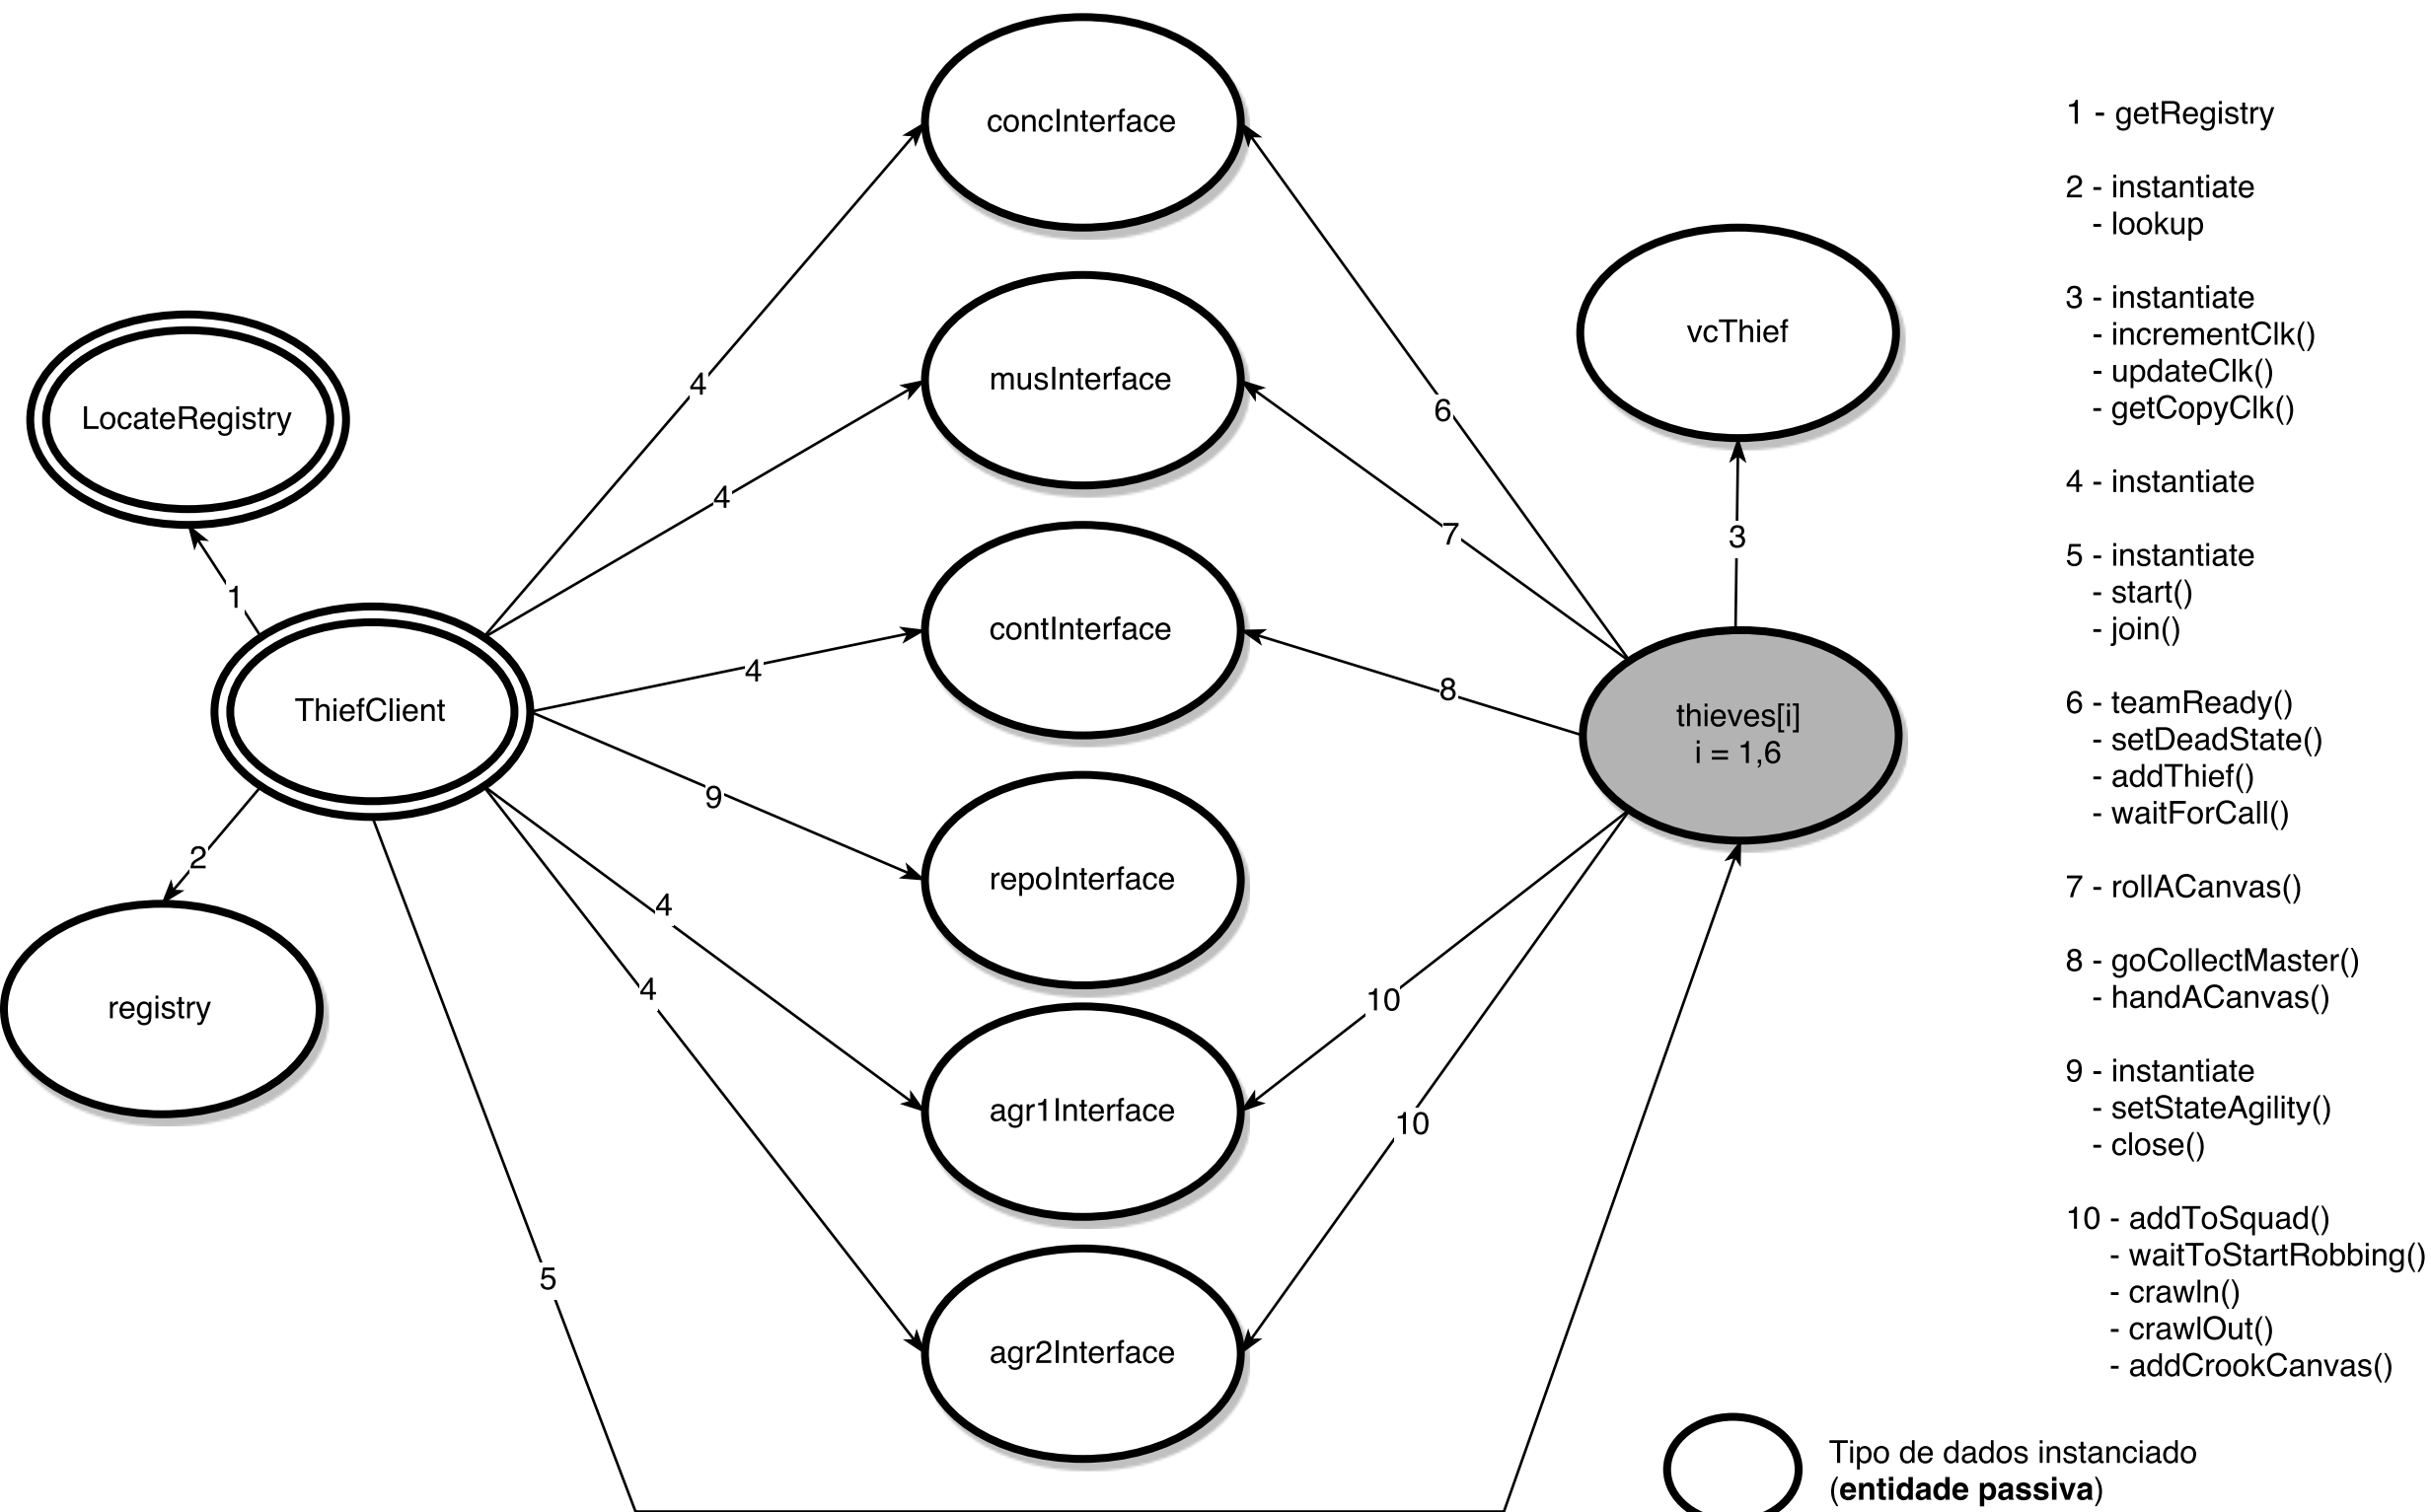 concInterface
musInterface
contInterface
repoInterface
agr1Interface
agr2Interface
LocateRegistry
ThiefClient
registry
vcThief
thieves[i]
i = 1,6
1
2
4
4
4
9
4
4
5
6
7
8
3
10
10
1 - getRegistry
2 - instantiate
- lookup
3 - instantiate
- incrementClk()
- updateClk()
- getCopyClk()
4 - instantiate
5 - instantiate
- start()
- join()
6 - teamReady()
- setDeadState()
- addThief()
- waitForCall()
7 - rollACanvas()
8 - goCollectMaster()
- handACanvas()
9 - instantiate
- setStateAgility()
- close()
10 - addToSquad()
- waitToStartRobbing()
- crawIn()
- crawlOut()
- addCrookCanvas()
Tipo de dados instanciado
(entidade passiva)